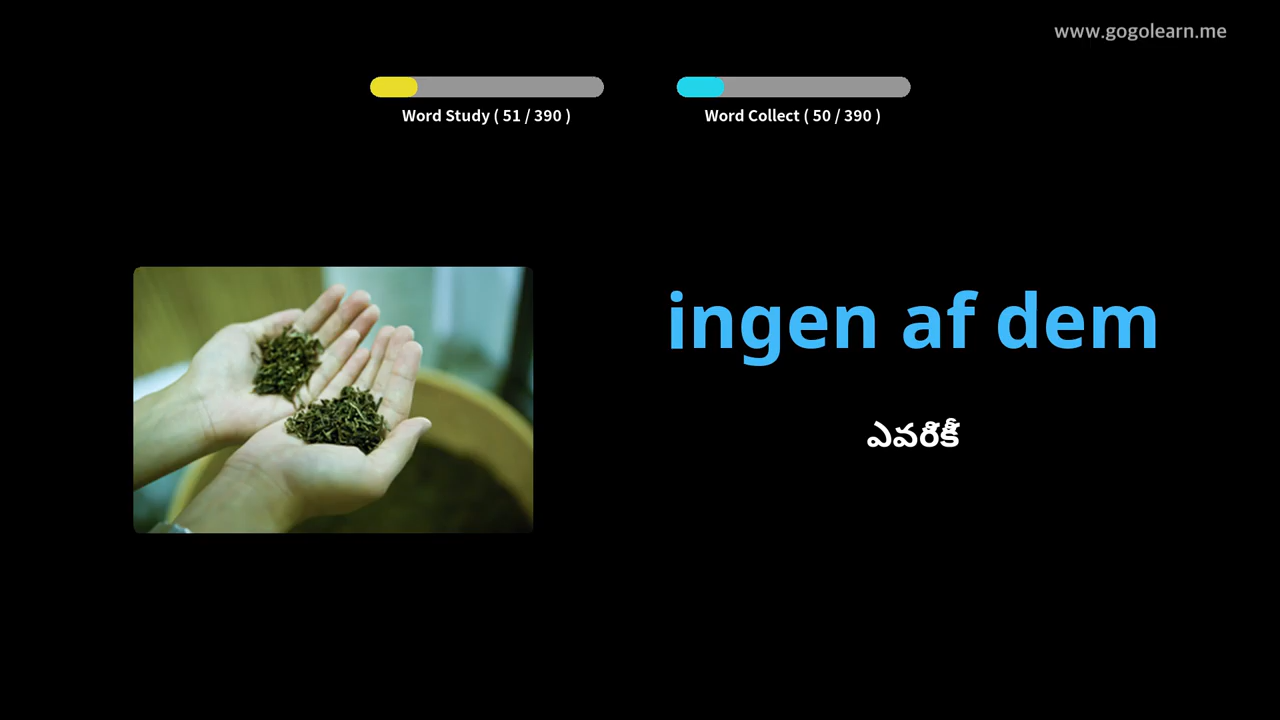 www.gogolearn.me
Word Study ( 51 / 390 )
Word Collect ( 50 / 390 )
ingen af dem
ఎవరికీ